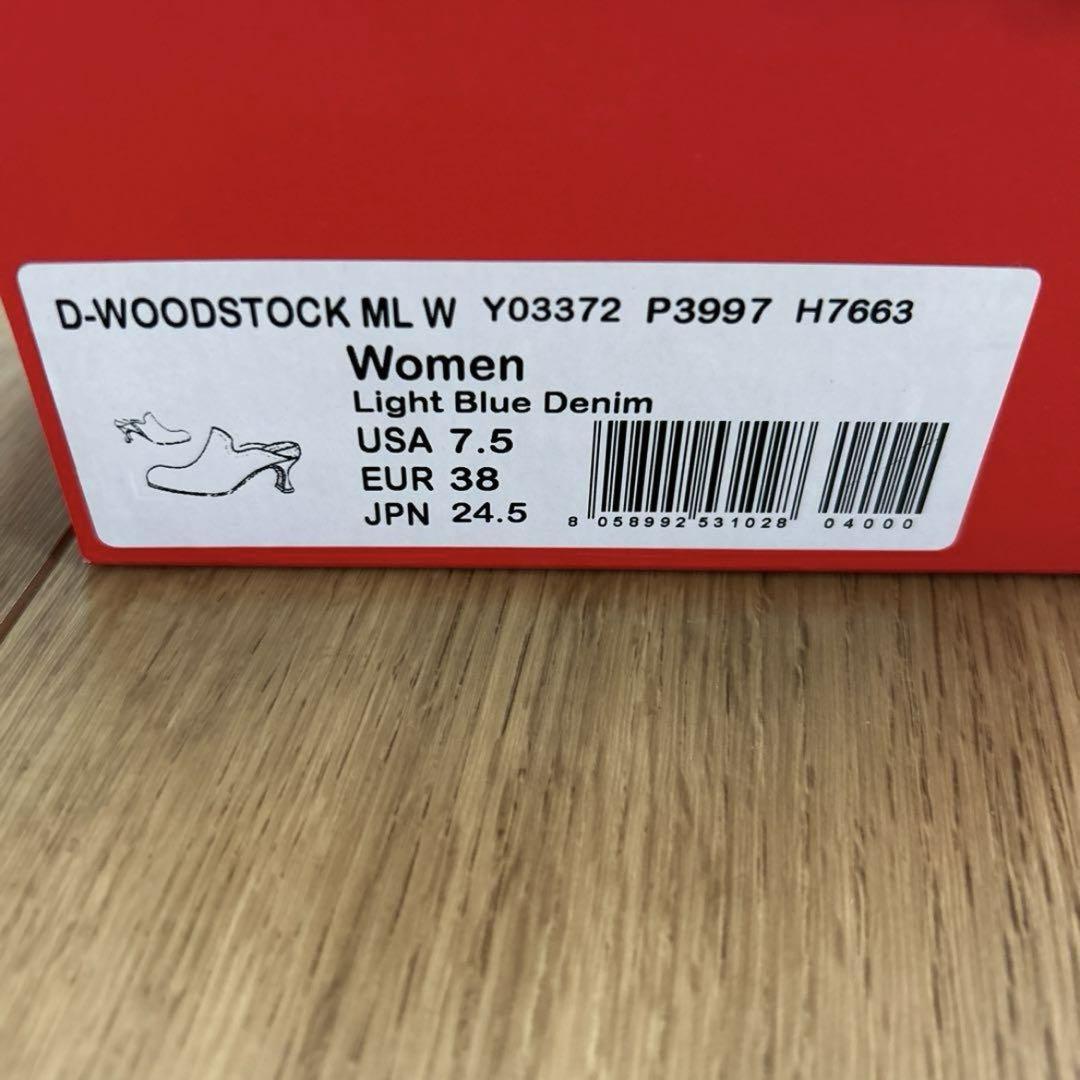 D-WOODSTOCK ML W Y03372 P3997 H7663
Women
Light Blue Denim
USA 7.5
EUR 38
JPN 24.5
8 058992 531028 04000